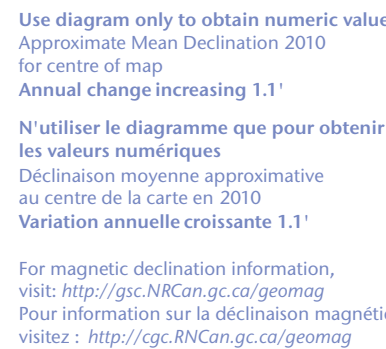 Use diagram only to obtain numeric value
Approximate Mean Declination 2010
for centre of map
Annual change increasing 1.1'
N'utiliser le diagramme que pour obtenir
les valeurs numériques
Déclinaison moyenne approximative
au centre de la carte en 2010
Variation annuelle croissante 1.1'
For magnetic declination information,
visit: http://gsc.NRCan.gc.ca/geomag
Pour information sur la déclinaison magnétic
visitez : http://cgc.RNCan.gc.ca/geomag